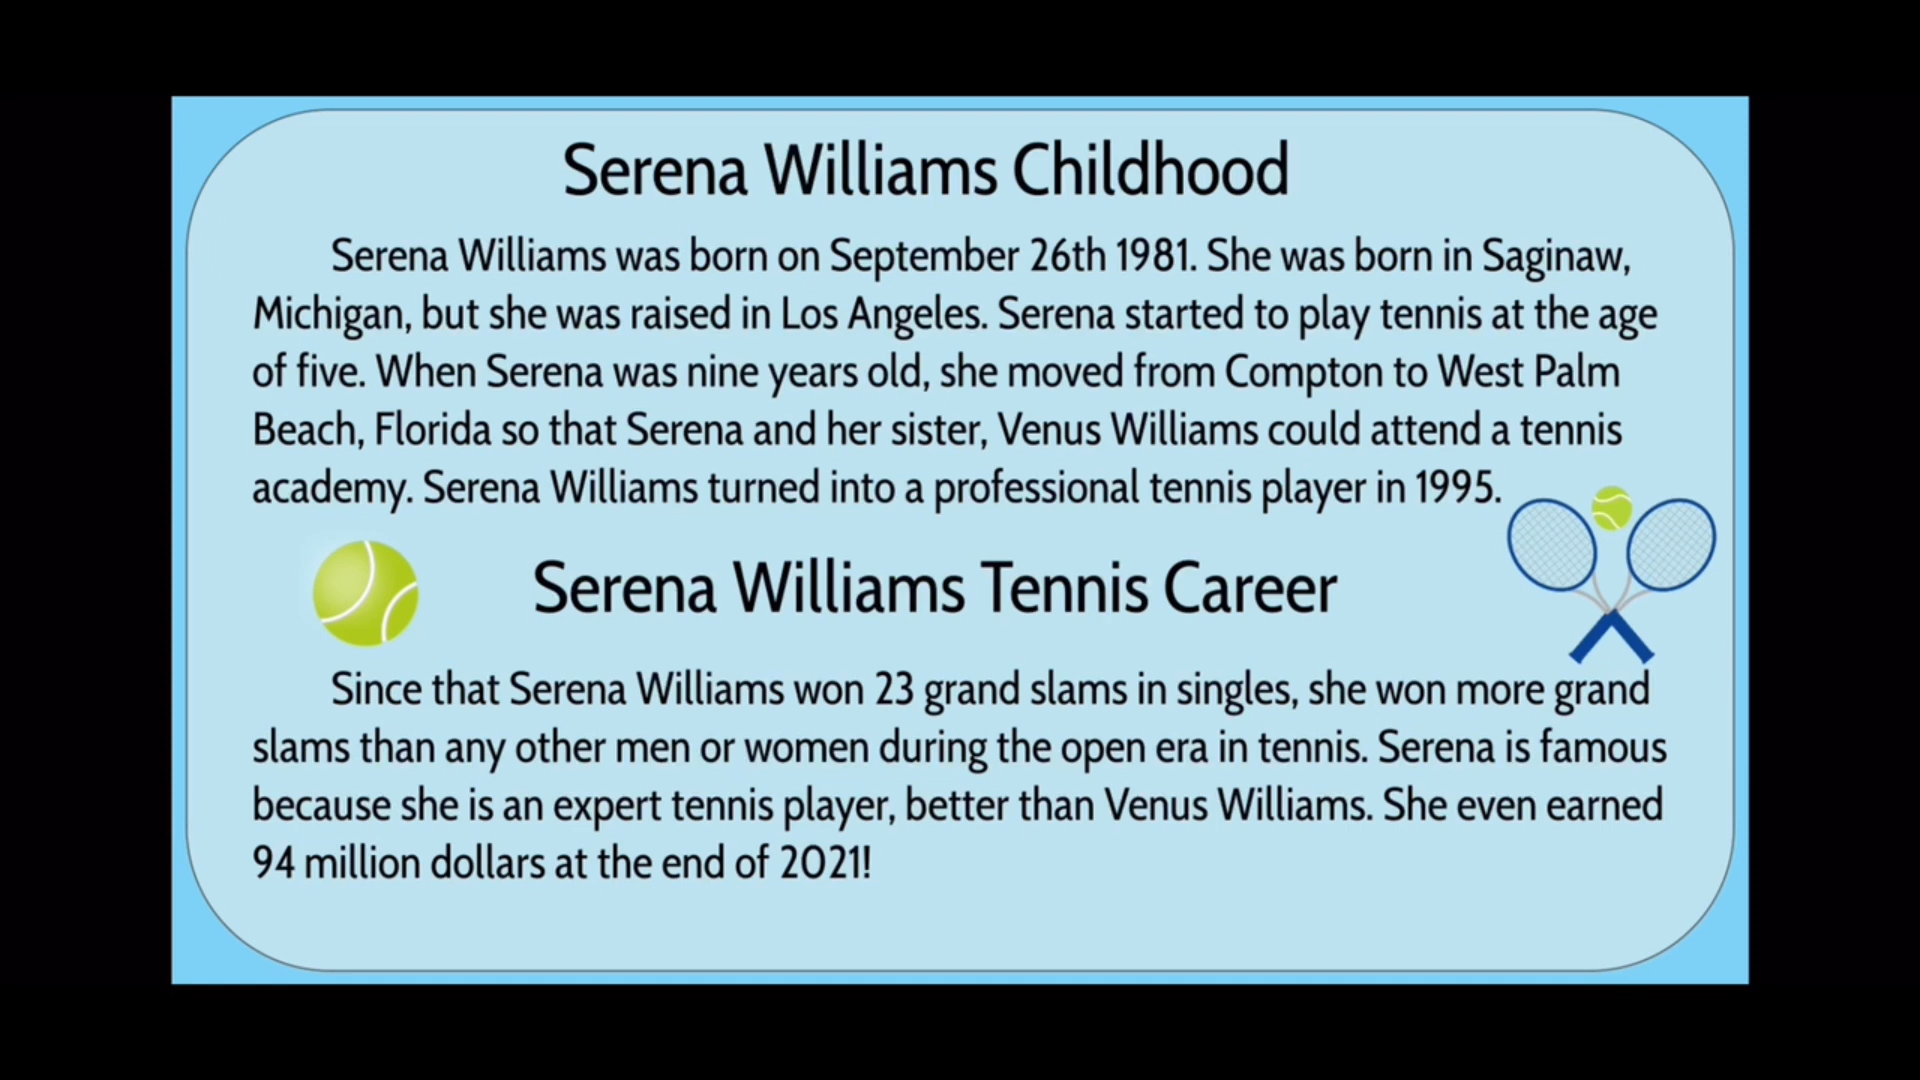 Serena Williams Childhood
Serena Williams was born on September 26th 1981. She was born in Saginaw,
Michigan, but she was raised in Los Angeles. Serena started to play tennis at the age
of five. When Serena was nine years old, she moved from Compton to West Palm
Beach, Florida so that Serena and her sister, Venus Williams could attend a tennis
academy. Serena Williams turned into a professional tennis player in 1995.
Serena Williams Tennis Career
Since that Serena Williams won 23 grand slams in singles, she won more grand
slams than any other men or women during the open era in tennis. Serena is famous
because she is an expert tennis player, better than Venus Williams. She even earned
94 million dollars at the end of 2021!